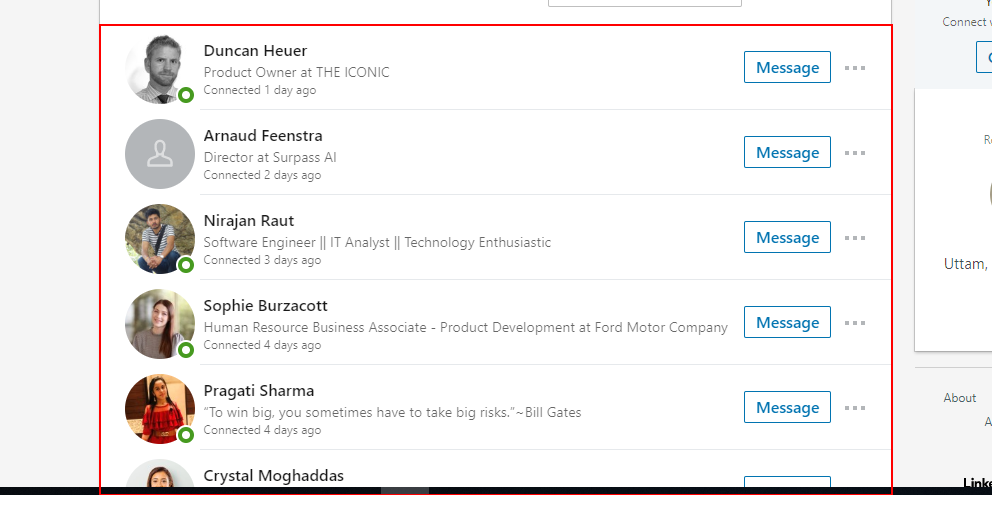 Duncan Heuer
Product Owner at THE ICONIC
Connected 1 day ago
Message
Arnaud Feenstra
Director at Surpass AI
Connected 2 days ago
Message
Nirajan Raut
Software Engineer || IT Analyst || Technology Enthusiastic
Connected 3 days ago
Message
Sophie Burzacott
Human Resource Business Associate - Product Development at Ford Motor Company
Connected 4 days ago
Message
Pragati Sharma
“To win big, you sometimes have to take big risks.”~Bill Gates
Connected 4 days ago
Message
Crystal Moghaddas
Connect
Uttam,
About